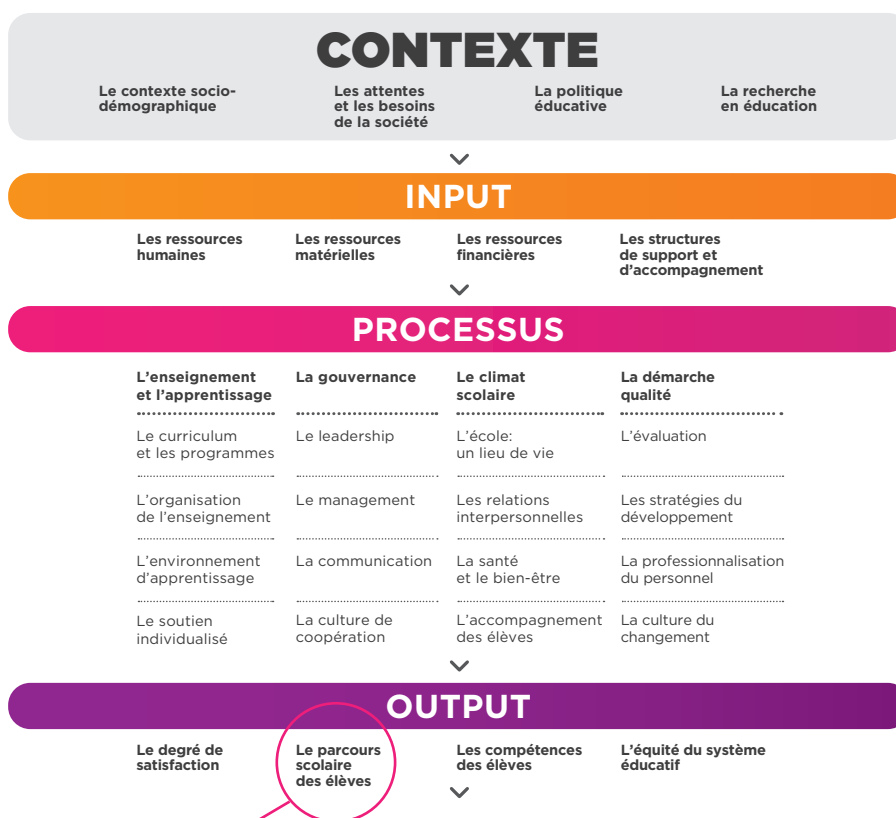 CONTEXTE
Le contexte socio-
démographique
Les attentes
et les besoins
de la société
La politique
éducative
La recherche
en éducation
INPUT
Les ressources
humaines
Les ressources
matérielles
Les ressources
financières
Les structures
de support et
d'accompagnement
PROCESSUS
L'enseignement
et l'apprentissage
La gouvernance
Le climat
scolaire
La démarche
qualité
Le curriculum
et les programmes
Le leadership
L'école:
un lieu de vie
L'évaluation
L'organisation
de l'enseignement
Le management
Les relations
interpersonnelles
Les stratégies du
développement
L'environnement
d'apprentissage
La communication
La santé
et le bien-être
La professionnalisation
du personnel
Le soutien
individualisé
La culture de
coopération
L'accompagnement
des élèves
La culture du
changement
OUTPUT
Le degré de
satisfaction
Le parcours
scolaire
des élèves
Les compétences
des élèves
L'équité du système
éducatif